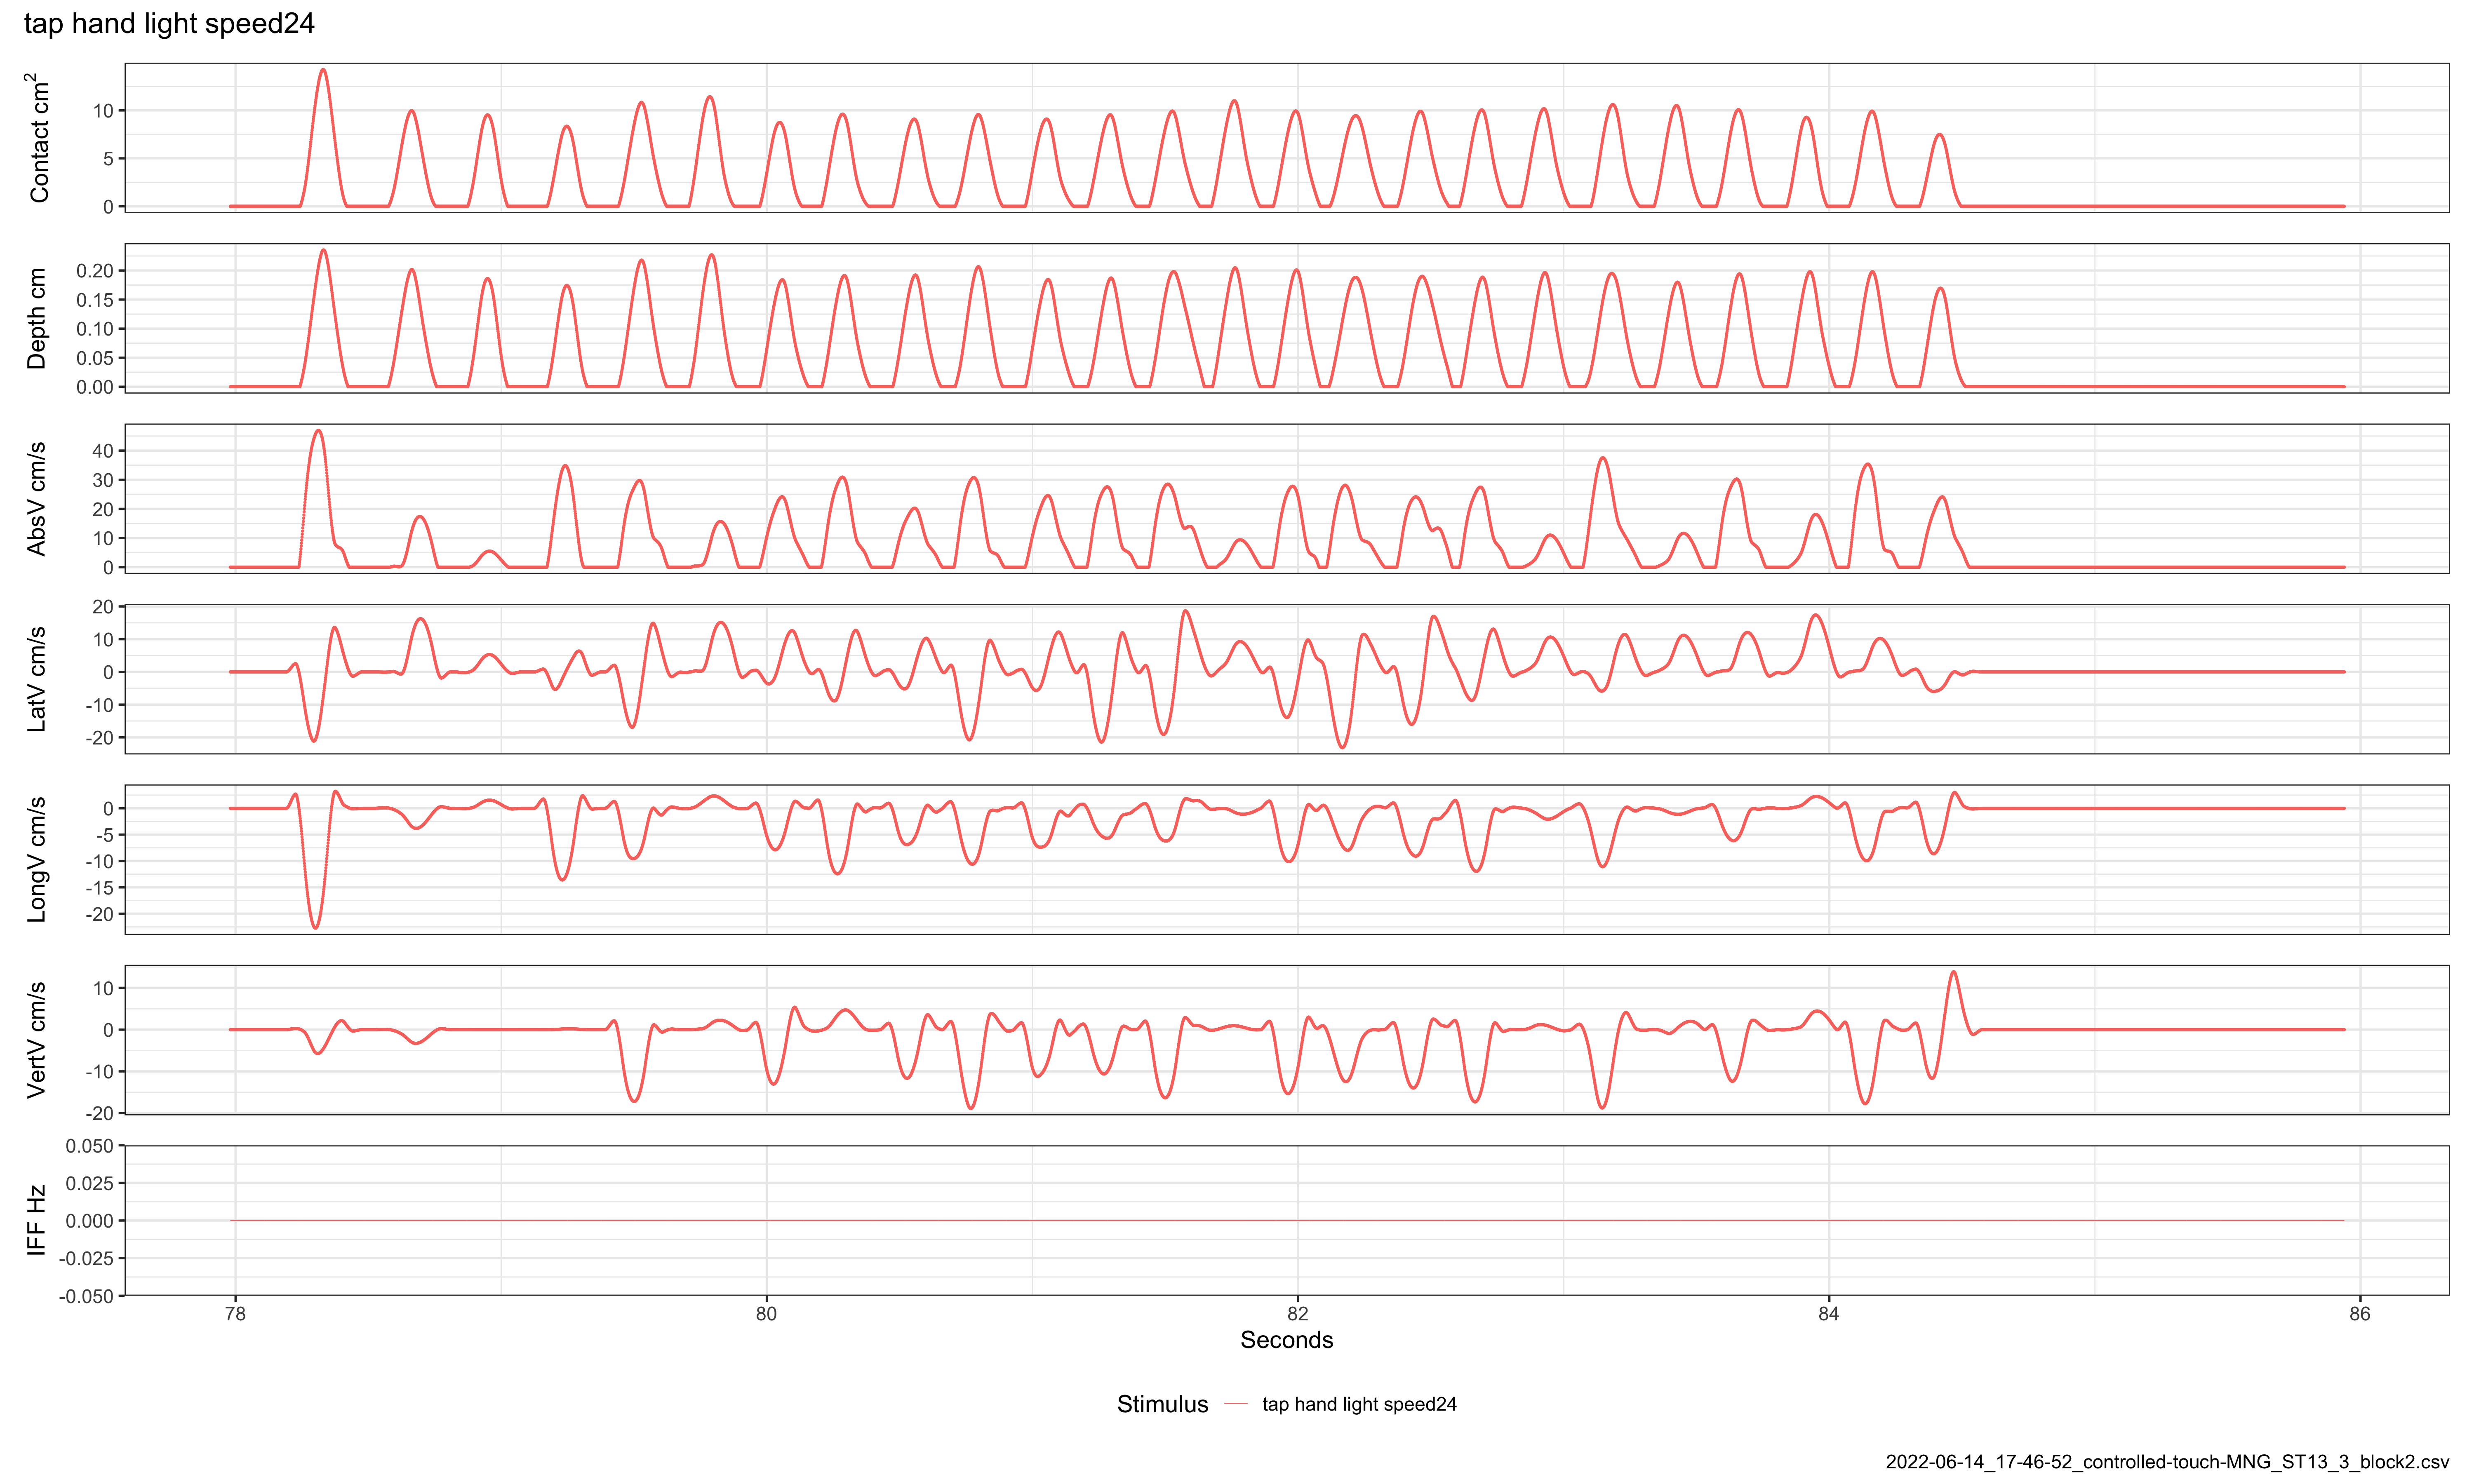 tap hand light speed24
Contact cm²
10
5
0
Depth cm
0.20
0.15
0.10
0.05
0.00
AbsV cm/s
40
30
20
10
0
LatV cm/s
20
10
0
-10
-20
LongV cm/s
0
-5
-10
-15
-20
VertV cm/s
10
0
-10
-20
IFF Hz
0.050
0.025
0.000
-0.025
-0.050
78 80 82 84 86
Seconds
Stimulus tap hand light speed24
2022-06-14_17-46-52_controlled-touch-MNG_ST13_3_block2.csv